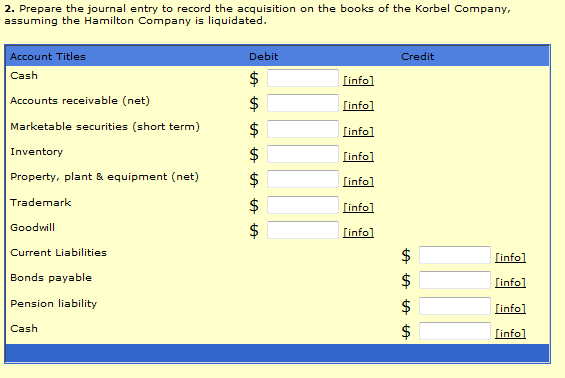 2. Prepare the journal entry to record the acquisition on the books of the Korbel Company,
assuming the Hamilton Company is liquidated.
Account Titles Debit Credit
Cash $ [info]
Accounts receivable (net) $ [info]
Marketable securities (short term) $ [info]
Inventory $ [info]
Property, plant & equipment (net) $ [info]
Trademark $ [info]
Goodwill $ [info]
Current Liabilities $ [info]
Bonds payable $ [info]
Pension liability $ [info]
Cash $ [info]